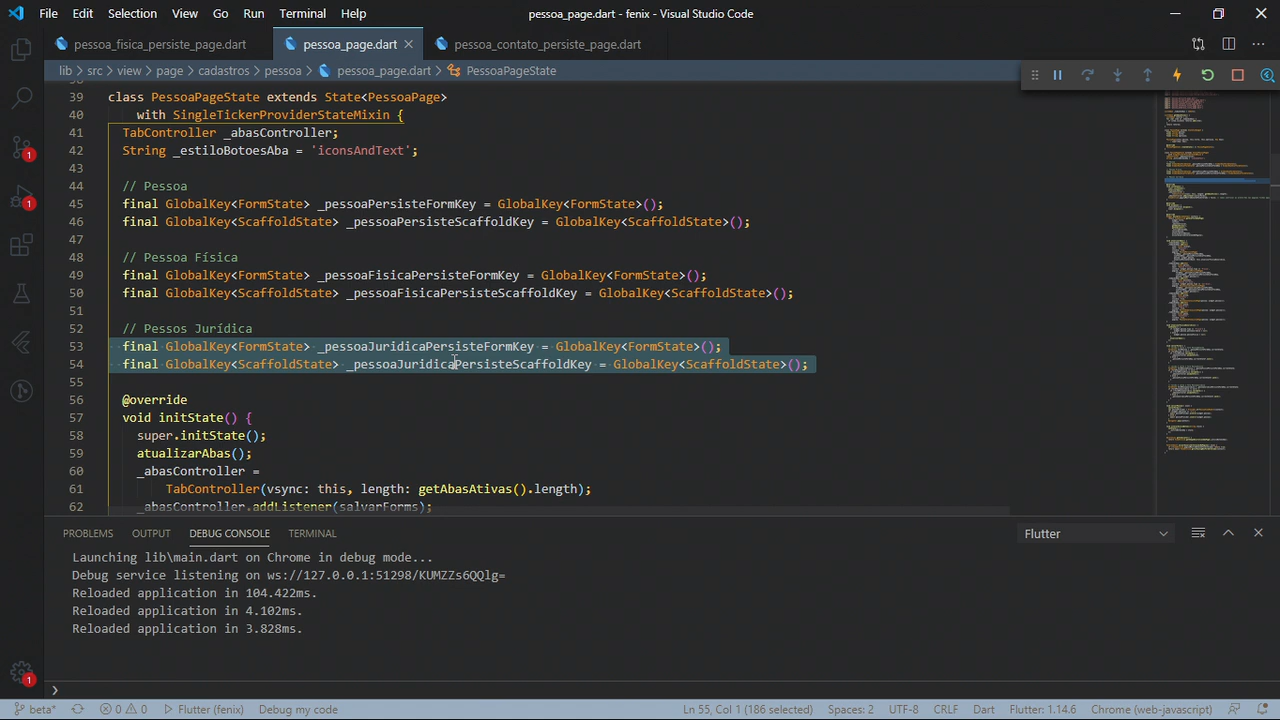 File Edit Selection View Go Run Terminal Help pessoa_page.dart - fenix - Visual Studio Code
pessoa_fisica_persiste_page.dart pessoa_page.dart pessoa_contato_persiste_page.dart
lib > src > view > page > cadastros > pessoa > pessoa_page.dart > PessoaPageState
39 class PessoaPageState extends State<PessoaPage>
40 with SingleTickerProviderStateMixin {
41 TabController _abasController;
42 String _estiloBotoesAba = 'iconsAndText';
43
44 // Pessoa
45 final GlobalKey<FormState> _pessoaPersisteFormKey = GlobalKey<FormState>();
46 final GlobalKey<ScaffoldState> _pessoaPersisteScaffoldKey = GlobalKey<ScaffoldState>();
47
48 // Pessoa Física
49 final GlobalKey<FormState> _pessoaFisicaPersisteFormKey = GlobalKey<FormState>();
50 final GlobalKey<ScaffoldState> _pessoaFisicaPersisteScaffoldKey = GlobalKey<ScaffoldState>();
51
52 // Pessos Jurídica
53 final GlobalKey<FormState> _pessoaJuridicaPersisteFormKey = GlobalKey<FormState>();
54 final GlobalKey<ScaffoldState> _pessoaJuridicaPersisteScaffoldKey = GlobalKey<ScaffoldState>();
55
56 @override
57 void initState() {
58 super.initState();
59 atualizarAbas();
60 _abasController =
61 TabController(vsync: this, length: getAbasAtivas().length);
62 _abasController.addListener(salvarForms);
PROBLEMS OUTPUT DEBUG CONSOLE TERMINAL Flutter
Launching lib\main.dart on Chrome in debug mode...
Debug service listening on ws://127.0.0.1:51298/KUMZZs6QQlg=
Reloaded application in 104.422ms.
Reloaded application in 4.102ms.
Reloaded application in 3.828ms.
1
1
1
beta* 0 0 Flutter (fenix) Debug my code Ln 55, Col 1 (186 selected) Spaces: 2 UTF-8 CRLF Dart Flutter: 1.14.6 Chrome (web-javascript)